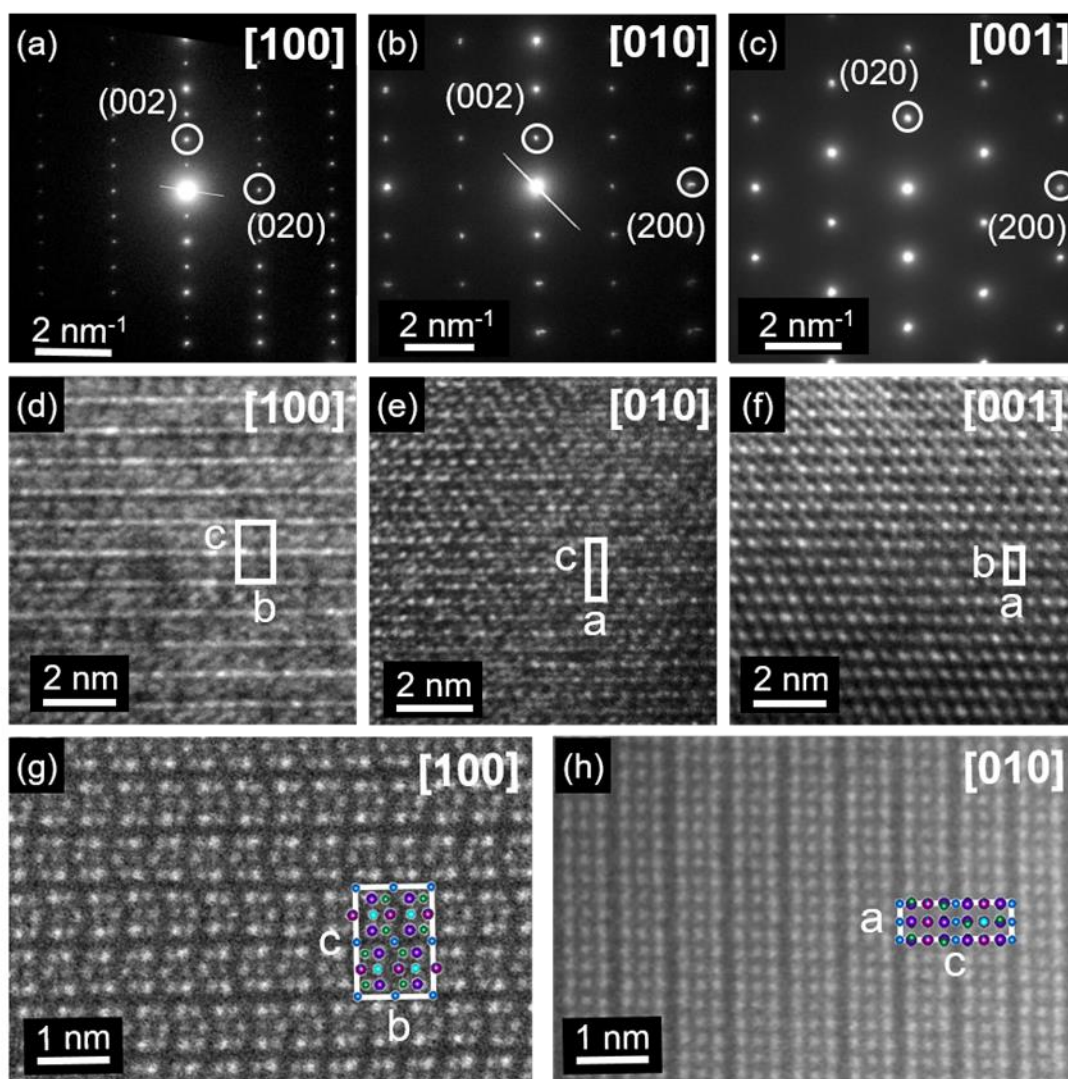 (a) [100]
(002)
(020)
2 nm⁻¹
(b) [010]
(002)
(200)
2 nm⁻¹
(c) [001]
(020)
(200)
2 nm⁻¹
(d) [100]
c
b
2 nm
(e) [010]
c
a
2 nm
(f) [001]
b
a
2 nm
(g) [100]
c
b
1 nm
(h) [010]
a
c
1 nm